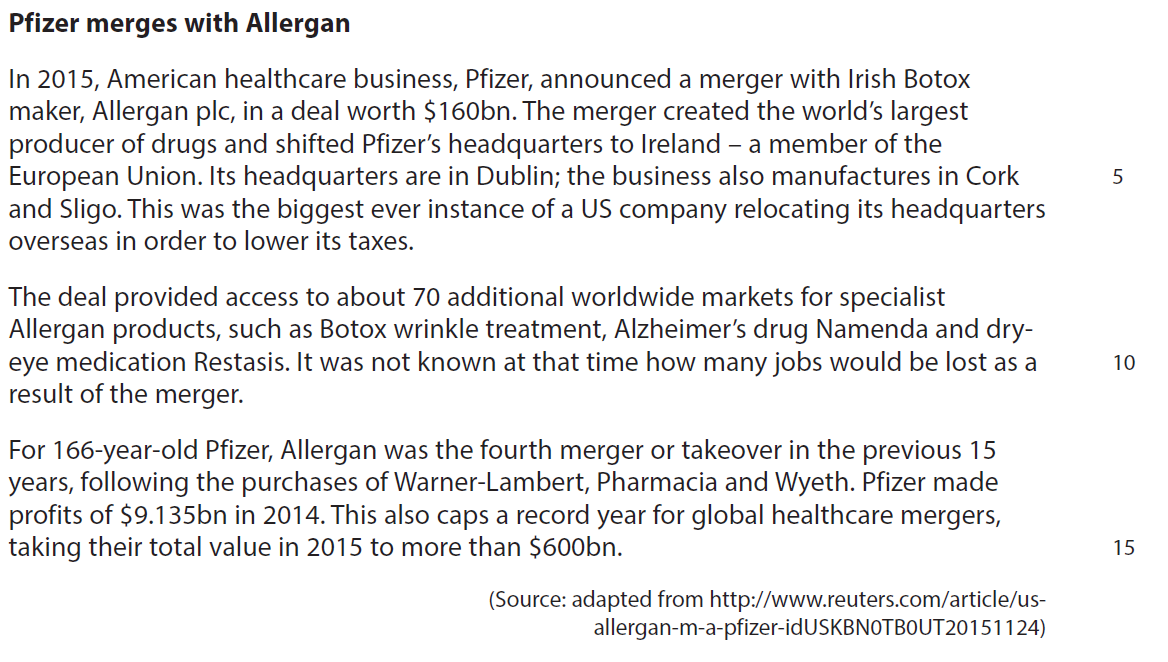 Pfizer merges with Allergan
In 2015, American healthcare business, Pfizer, announced a merger with Irish Botox
maker, Allergan plc, in a deal worth $160bn. The merger created the world's largest
producer of drugs and shifted Pfizer's headquarters to Ireland – a member of the
European Union. Its headquarters are in Dublin; the business also manufactures in Cork 5
and Sligo. This was the biggest ever instance of a US company relocating its headquarters
overseas in order to lower its taxes.
The deal provided access to about 70 additional worldwide markets for specialist
Allergan products, such as Botox wrinkle treatment, Alzheimer's drug Namenda and dry-
eye medication Restasis. It was not known at that time how many jobs would be lost as a 10
result of the merger.
For 166-year-old Pfizer, Allergan was the fourth merger or takeover in the previous 15
years, following the purchases of Warner-Lambert, Pharmacia and Wyeth. Pfizer made
profits of $9.135bn in 2014. This also caps a record year for global healthcare mergers,
taking their total value in 2015 to more than $600bn. 15
(Source: adapted from http://www.reuters.com/article/us-
allergan-m-a-pfizer-idUSKBN0TB0UT20151124)